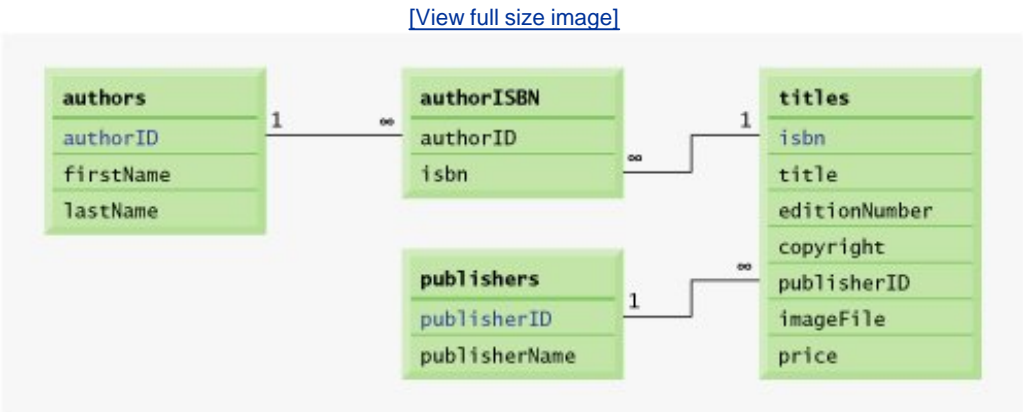 [View full size image]
authors
authorID
firstName
lastName
1
∞
authorISBN
authorID
isbn
∞
1
titles
isbn
title
editionNumber
copyright
publisherID
imageFile
price
publishers
publisherID
publisherName
1
∞